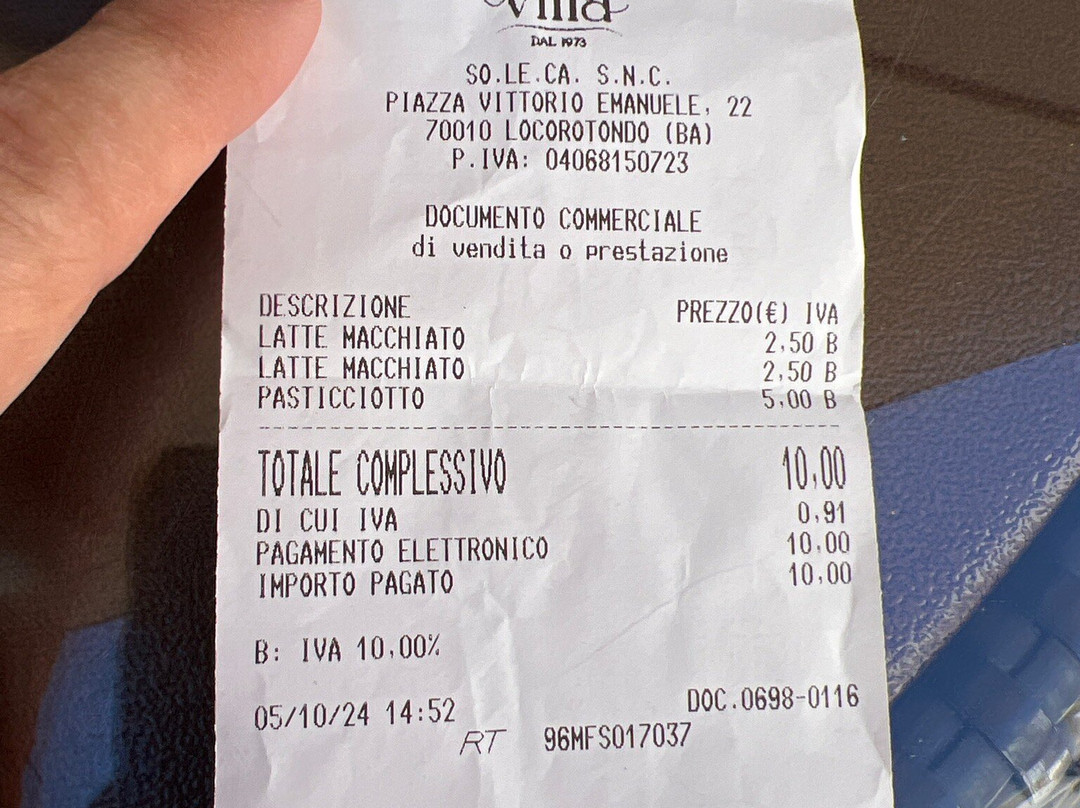 Villa
DAL 1973
SO.LE.CA. S.N.C.
PIAZZA VITTORIO EMANUELE, 22
70010 LOCOROTONDO (BA)
P.IVA: 04068150723
DOCUMENTO COMMERCIALE
di vendita o prestazione
DESCRIZIONE PREZZO(€) IVA
LATTE MACCHIATO 2,50 B
LATTE MACCHIATO 2,50 B
PASTICCIOTTO 5,00 B
TOTALE COMPLESSIVO 10,00
DI CUI IVA 0,91
PAGAMENTO ELETTRONICO 10,00
IMPORTO PAGATO 10,00
B: IVA 10,00%
05/10/24 14:52 DOC.0698-0116
RT 96MFS017037